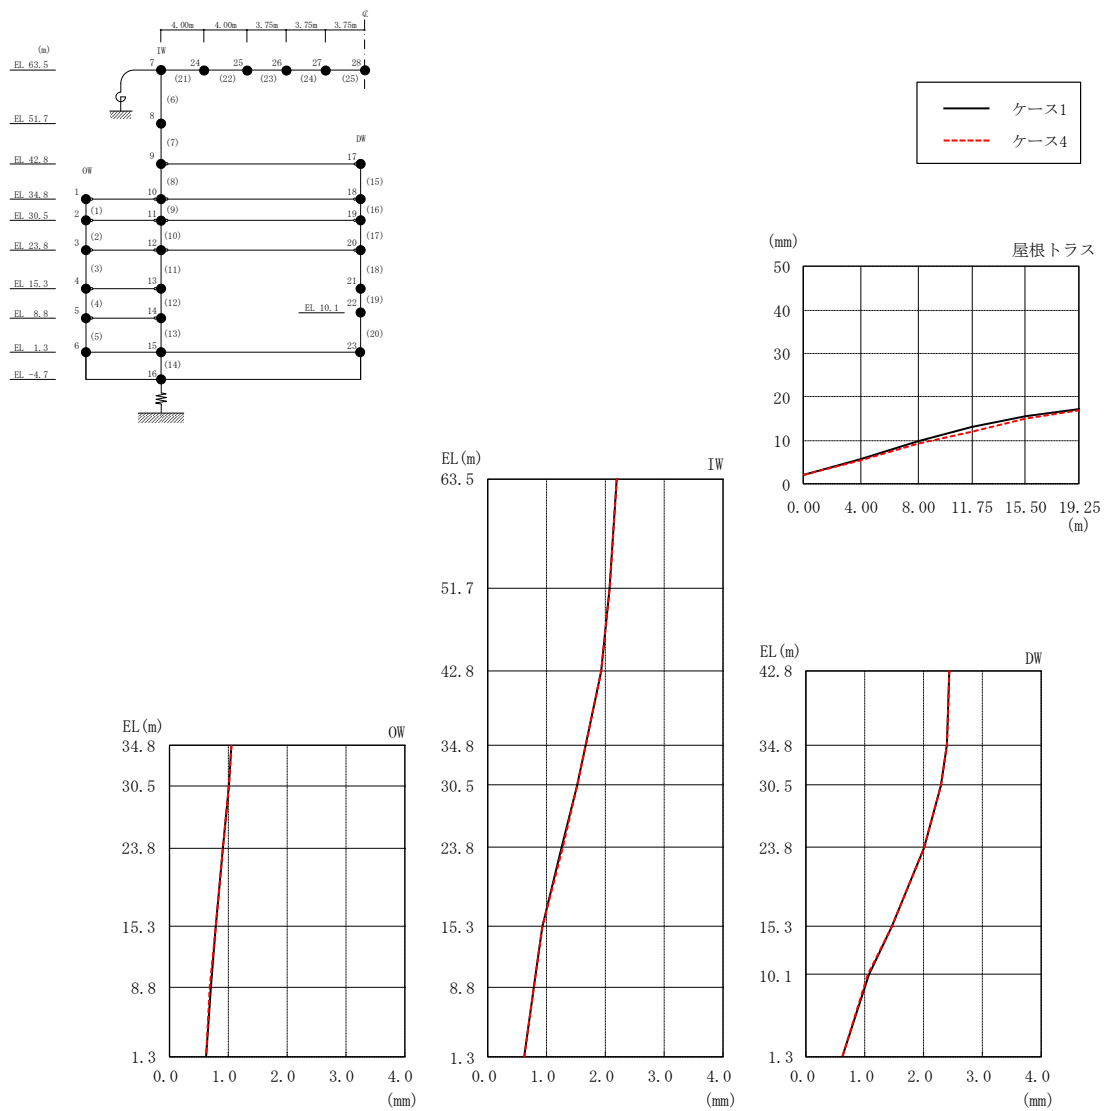 ℄
4.00m 4.00m 3.75m 3.75m 3.75m
(m) IW
EL 63.5 7 24 25 26 27 28
(21) (22) (23) (24) (25)
(6)
EL 51.7 8
(7) DW
EL 42.8 9 17
OW (8) (15)
EL 34.8 1 10 18
(1) (9) (16)
EL 30.5 2 11 19
(2) (10) (17)
EL 23.8 3 12 20
(3) (11) (18)
EL 15.3 4 13 21
(4) (12) (19)
EL 10.1 22
EL 8.8 5 14
(5) (13) (20)
EL 1.3 6 15 23
(14)
EL -4.7 16
ケース1
ケース4
(mm) 屋根トラス
50
40
30
20
10
0
0.00 4.00 8.00 11.75 15.50 19.25
(m)
EL(m) IW
63.5
51.7
42.8
34.8
30.5
23.8
15.3
8.8
1.3
0.0 1.0 2.0 3.0 4.0
(mm)
EL(m) OW
34.8
30.5
23.8
15.3
8.8
1.3
0.0 1.0 2.0 3.0 4.0
(mm)
EL(m) DW
42.8
34.8
30.5
23.8
15.3
10.1
1.3
0.0 1.0 2.0 3.0 4.0
(mm)